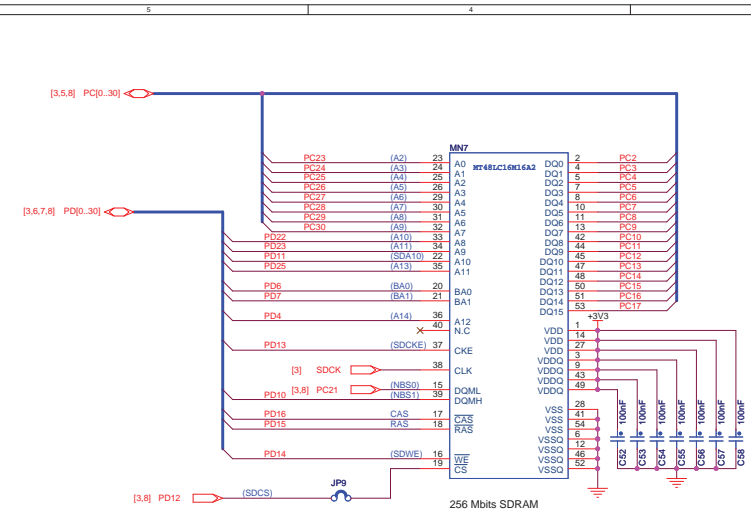 5 4
[3,5,8] PC[0..30]
MN7
MT48LC16M16A2
PC23 (A2) 23 A0 DQ0 2 PC2
PC24 (A3) 24 A1 DQ1 4 PC3
PC25 (A4) 25 A2 DQ2 5 PC4
PC26 (A5) 26 A3 DQ3 7 PC5
PC27 (A6) 29 A4 DQ4 8 PC6
PC28 (A7) 30 A5 DQ5 10 PC7
[3,6,7,8] PD[0..30]
PC29 (A8) 31 A6 DQ6 11 PC8
PC30 (A9) 32 A7 DQ7 13 PC9
PD22 (A10) 33 A8 DQ8 42 PC10
PD23 (A11) 34 A9 DQ9 44 PC11
PD11 (SDA10) 22 A10 DQ10 45 PC12
PD25 (A13) 35 A11 DQ11 47 PC13
DQ12 48 PC14
PD6 (BA0) 20 BA0 DQ13 50 PC15
PD7 (BA1) 21 BA1 DQ14 51 PC16
DQ15 53 PC17
PD4 (A14) 36 A12 +3V3
40 N.C VDD 1
VDD 14
PD13 (SDCKE) 37 CKE VDD 27
VDDQ 3
[3] SDCK 38 CLK VDDQ 9
VDDQ 43
[3,8] PC21 (NBS0) 15 DQML VDDQ 49
PD10 (NBS1) 39 DQMH
VSS 28
PD16 CAS 17 CAS VSS 41
PD15 RAS 18 RAS VSS 54
VSSQ 6
VSSQ 12
PD14 (SDWE) 16 WE VSSQ 46
19 CS VSSQ 52
C52 100nF
C53 100nF
C54 100nF
C55 100nF
C56 100nF
C57 100nF
C58 100nF
JP9
[3,8] PD12 (SDCS)
256 Mbits SDRAM